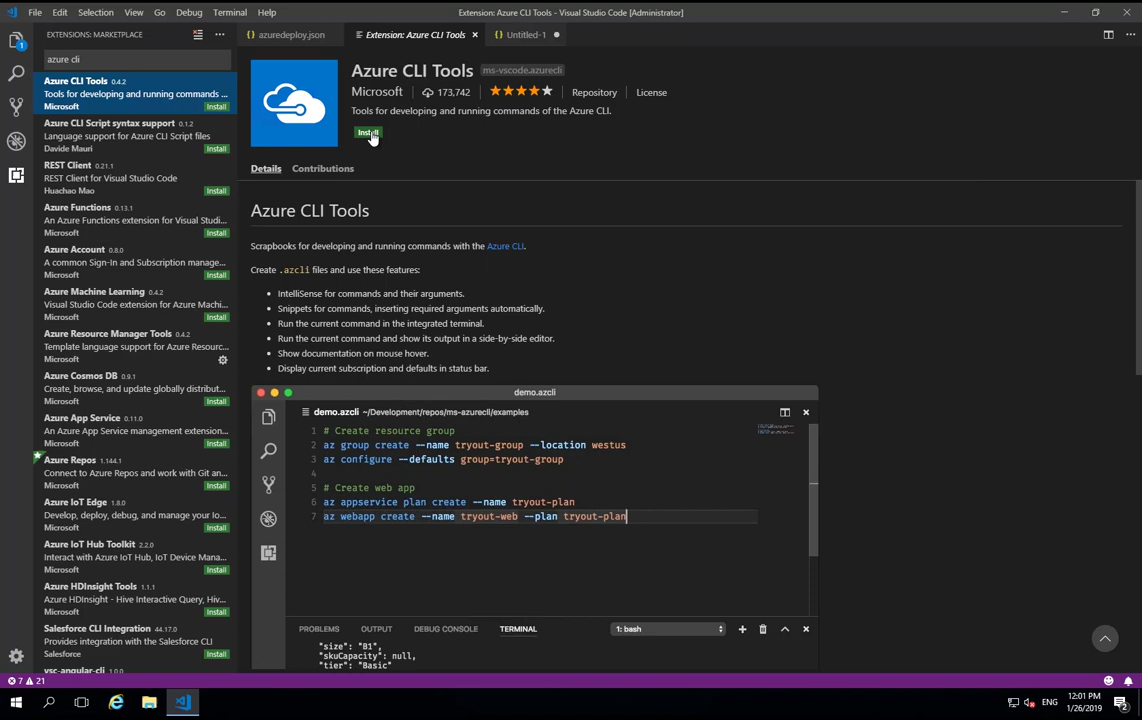 File Edit Selection View Go Debug Terminal Help
Extension: Azure CLI Tools - Visual Studio Code [Administrator]
EXTENSIONS: MARKETPLACE
azure cli
Azure CLI Tools 0.4.2
Tools for developing and running commands ...
Microsoft Install
Azure CLI Script syntax support 0.1.2
Language support for Azure CLI Script files
Davide Mauri Install
REST Client 0.21.1
REST Client for Visual Studio Code
Huachao Mao Install
Azure Functions 0.13.1
An Azure Functions extension for Visual Studi...
Microsoft Install
Azure Account 0.8.0
A common Sign-In and Subscription manage...
Microsoft Install
Azure Machine Learning 0.4.2
Visual Studio Code extension for Azure Machi...
Microsoft Install
Azure Resource Manager Tools 0.4.2
Template language support for Azure Resourc...
Microsoft
Azure Cosmos DB 0.9.1
Create, browse, and update globally distribut...
Microsoft Install
Azure App Service 0.11.0
An Azure App Service management extension...
Microsoft Install
Azure Repos 1.144.1
Connect to Azure Repos and work with Git an...
Microsoft Install
Azure IoT Edge 1.8.0
Develop, deploy, debug, and manage your Io...
Microsoft Install
Azure IoT Hub Toolkit 2.2.0
Interact with Azure IoT Hub, IoT Device Mana...
Microsoft Install
Azure HDInsight Tools 1.1.1
Azure HDInsight - Hive Interactive Query, Hiv...
Microsoft Install
Salesforce CLI Integration 44.17.0
Provides integration with the Salesforce CLI
Salesforce Install
vsc-angular-cli 1.0.0
azuredeploy.json
Extension: Azure CLI Tools
Untitled-1
Azure CLI Tools ms-vscode.azurecli
Microsoft 173,742 Repository License
Tools for developing and running commands of the Azure CLI.
Install
Details Contributions
Azure CLI Tools
Scrapbooks for developing and running commands with the Azure CLI.
Create .azcli files and use these features:
IntelliSense for commands and their arguments.
Snippets for commands, inserting required arguments automatically.
Run the current command in the integrated terminal.
Run the current command and show its output in a side-by-side editor.
Show documentation on mouse hover.
Display current subscription and defaults in status bar.
demo.azcli
demo.azcli ~/Development/repos/ms-azurecli/examples
1 # Create resource group
2 az group create --name tryout-group --location westus
3 az configure --defaults group=tryout-group
4
5 # Create web app
6 az appservice plan create --name tryout-plan
7 az webapp create --name tryout-web --plan tryout-plan
PROBLEMS OUTPUT DEBUG CONSOLE TERMINAL 1: bash
"size": "B1",
"skuCapacity": null,
"tier": "Basic"
1
7 21
ENG
12:01 PM
1/26/2019
2